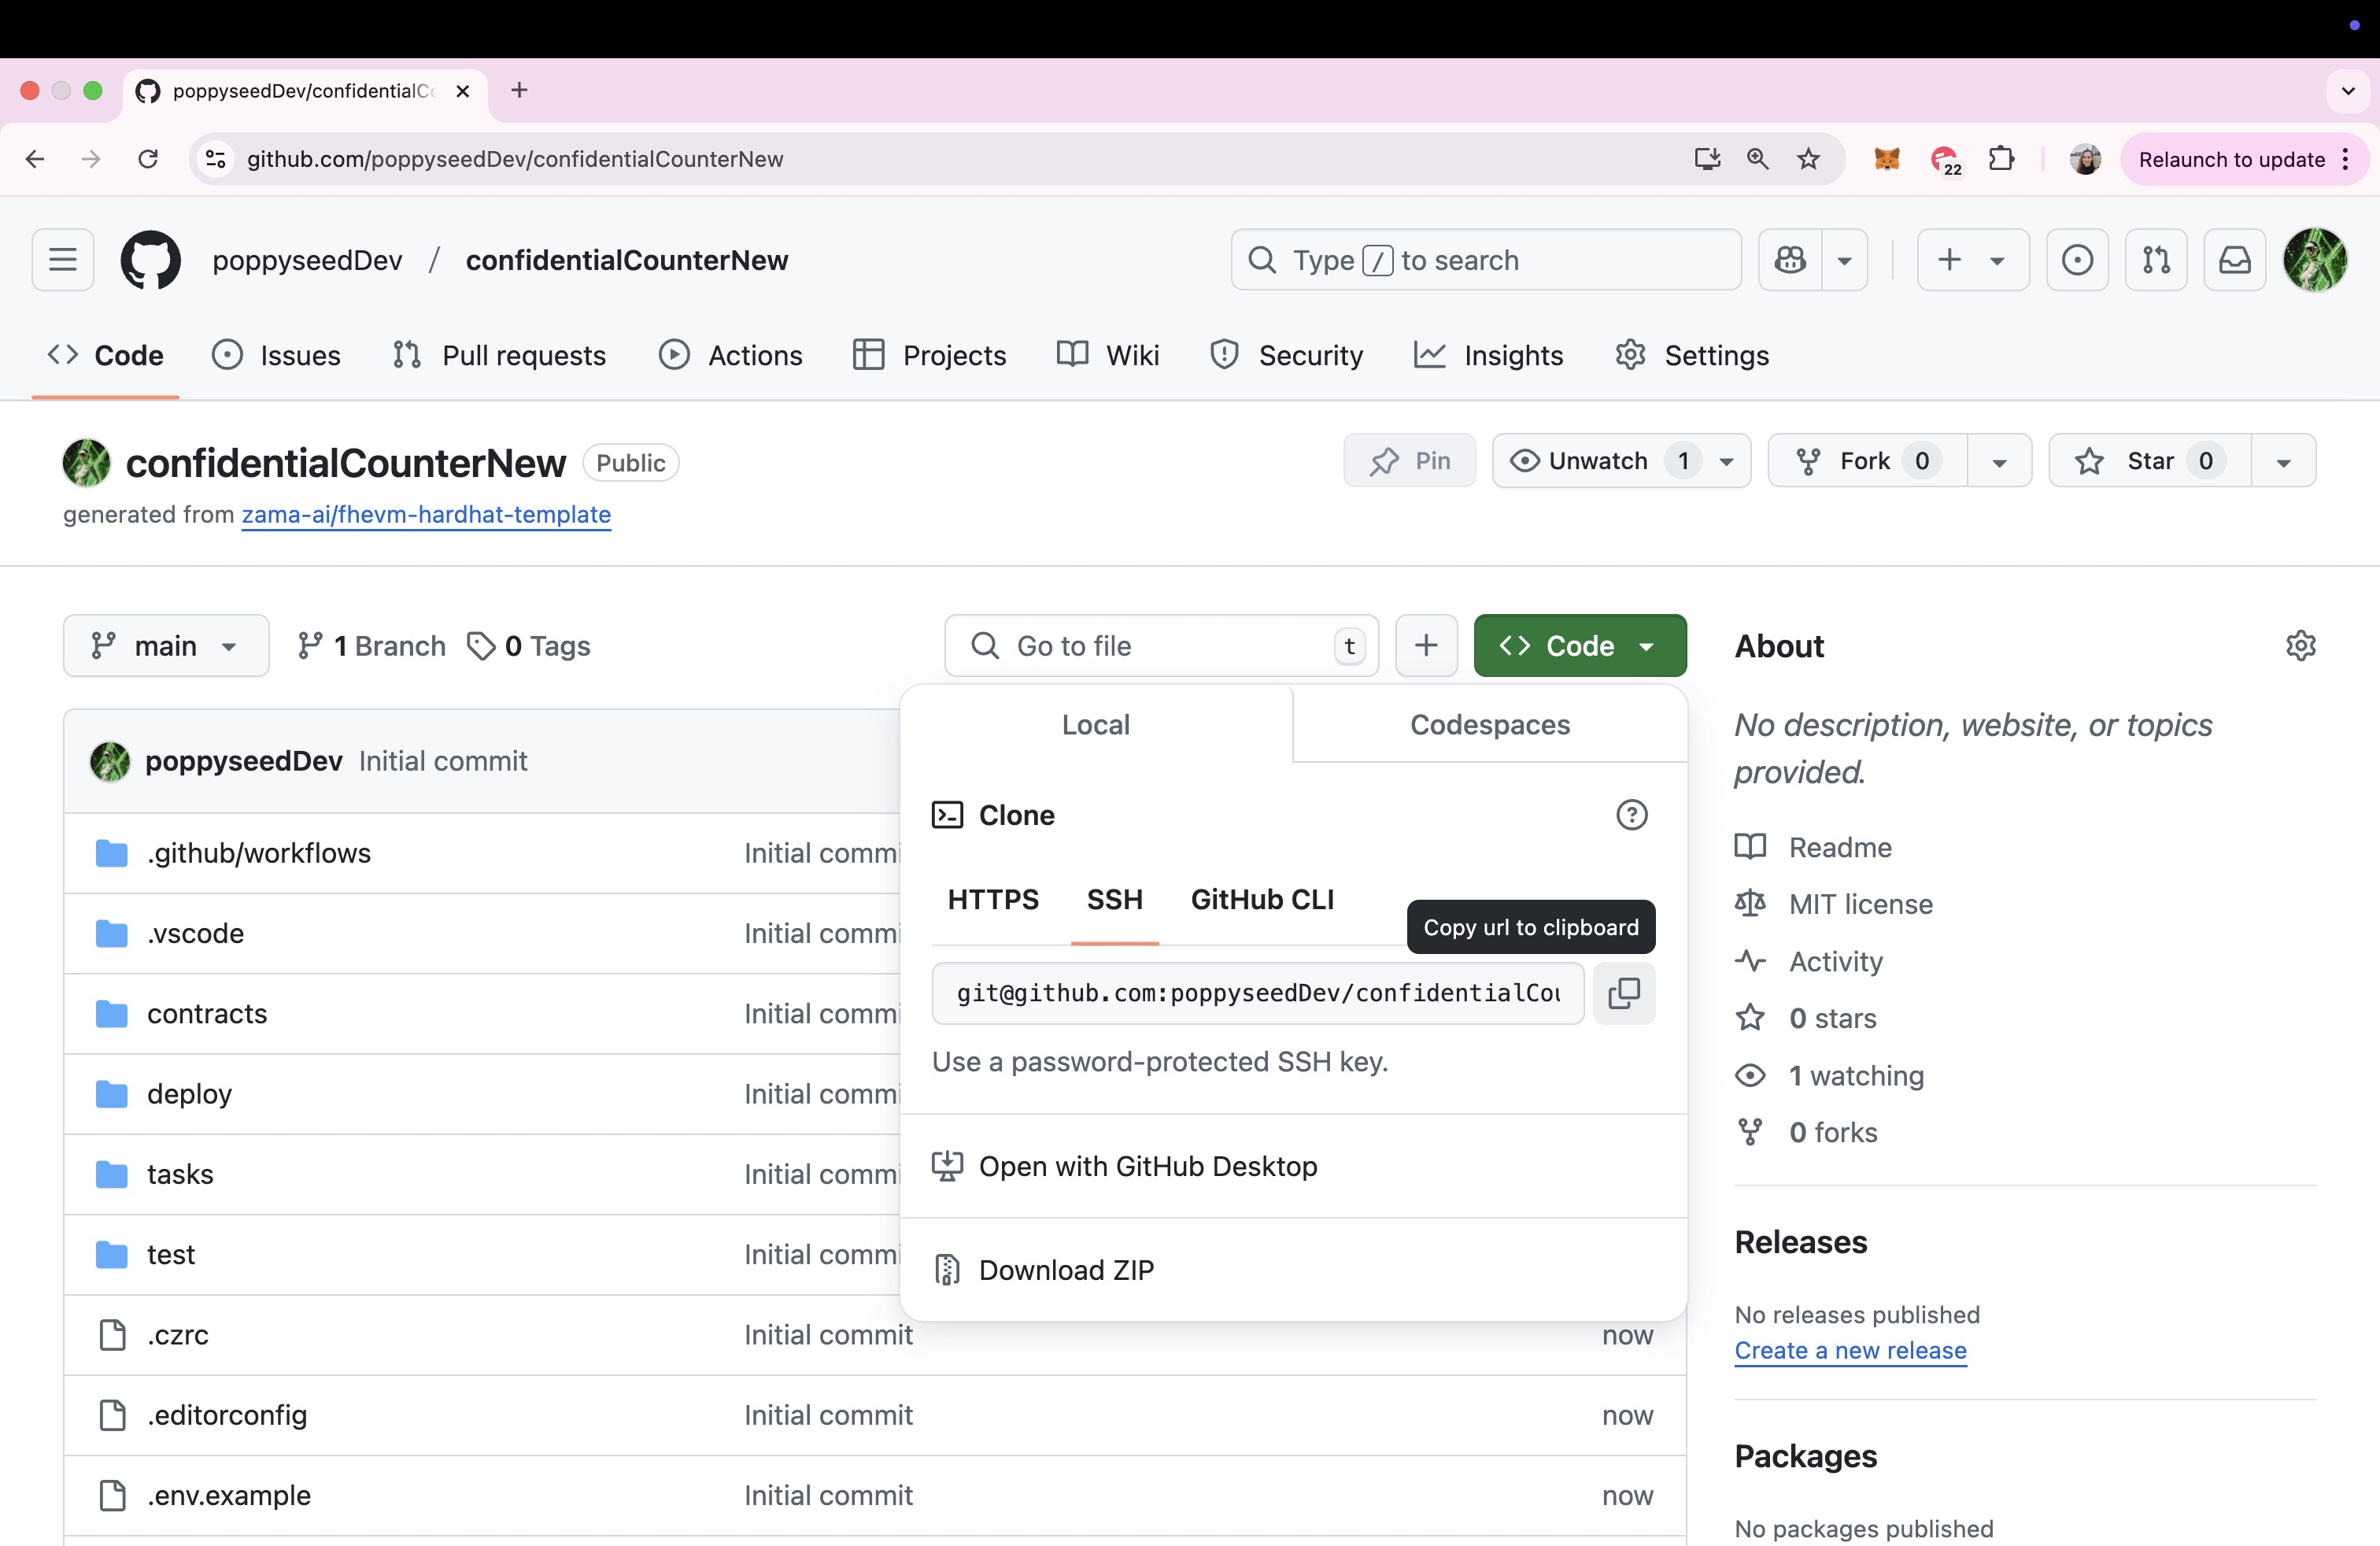 poppyseedDev/confidentialC
github.com/poppyseedDev/confidentialCounterNew
22
Relaunch to update
poppyseedDev / confidentialCounterNew
Type / to search
Code
Issues
Pull requests
Actions
Projects
Wiki
Security
Insights
Settings
confidentialCounterNew Public
Pin
Unwatch 1
Fork 0
Star 0
generated from zama-ai/fhevm-hardhat-template
main
1 Branch
0 Tags
Go to file t
Code
poppyseedDev Initial commit
.github/workflows Initial commi
.vscode Initial commi
contracts Initial commi
deploy Initial commi
tasks Initial commi
test Initial commi
.czrc Initial commit now
.editorconfig Initial commit now
.env.example Initial commit now
Local
Codespaces
Clone
HTTPS
SSH
GitHub CLI
Copy url to clipboard
git@github.com:poppyseedDev/confidentialCou
Use a password-protected SSH key.
Open with GitHub Desktop
Download ZIP
About
No description, website, or topics
provided.
Readme
MIT license
Activity
0 stars
1 watching
0 forks
Releases
No releases published
Create a new release
Packages
No packages published